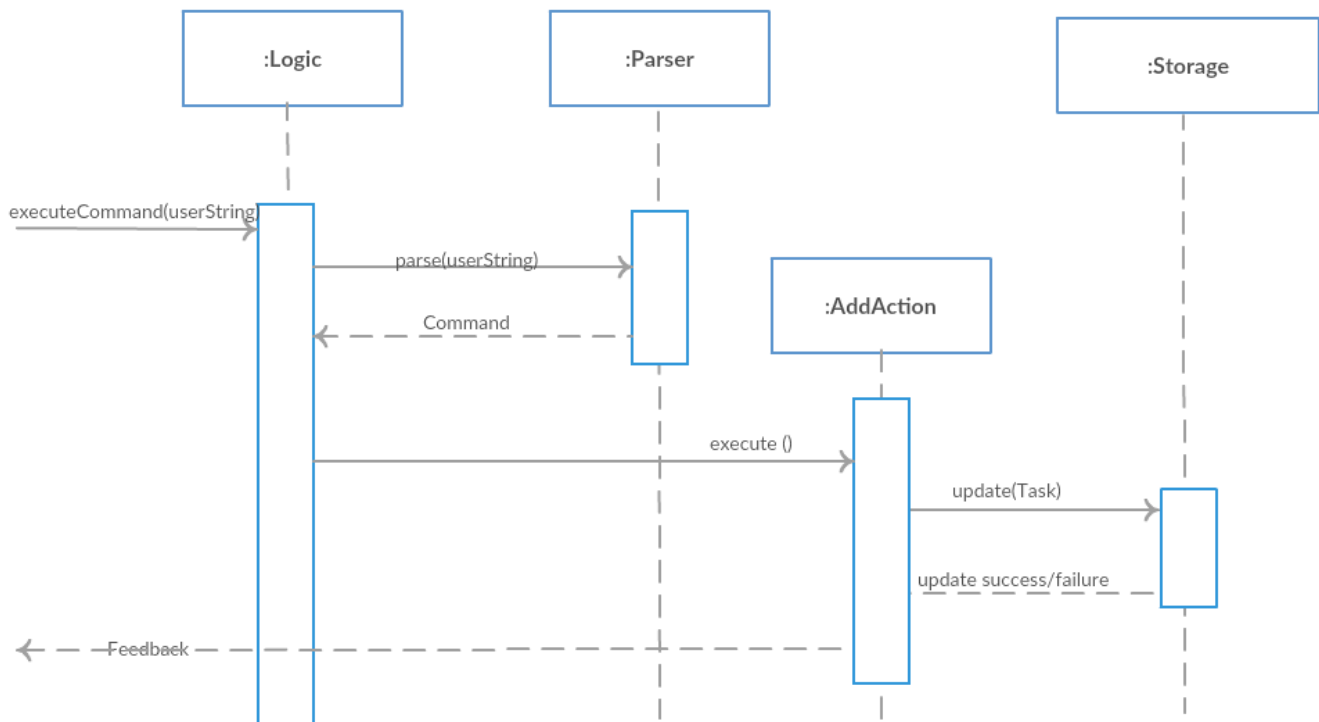 :Logic
:Parser
:Storage
executeCommand(userString)
parse(userString)
:AddAction
Command
execute ()
update(Task)
update success/failure
Feedback